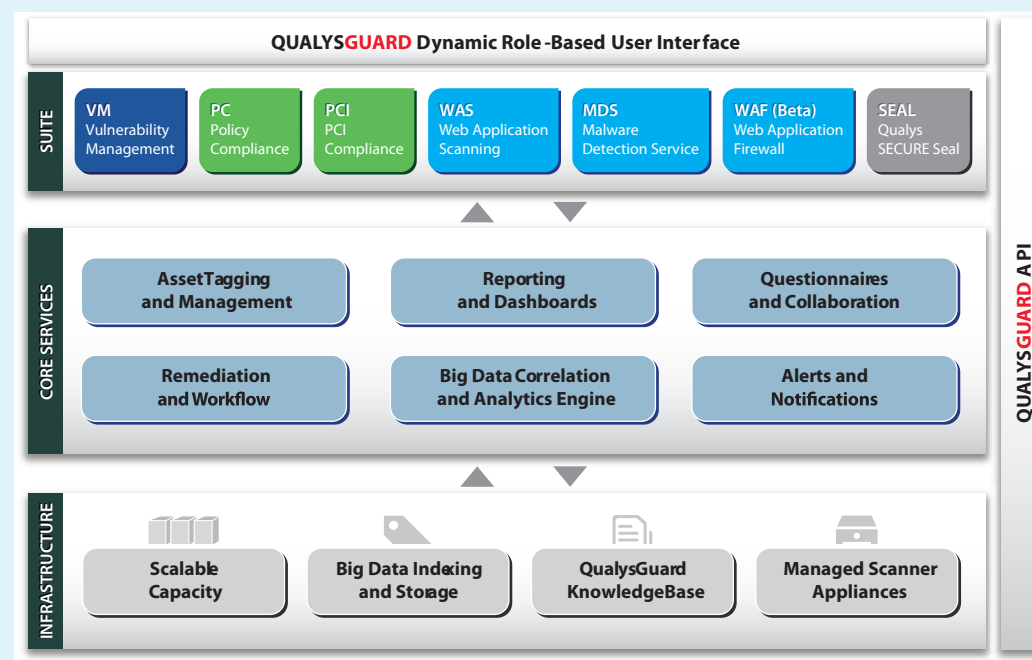 QUALYSGUARD Dynamic Role-Based User Interface
SUITE
VM
Vulnerability
Management
PC
Policy
Compliance
PCI
PCI
Compliance
WAS
Web Application
Scanning
MDS
Malware
Detection Service
WAF (Beta)
Web Application
Firewall
SEAL
Qualys
SECURE Seal
CORE SERVICES
AssetTagging
and Management
Reporting
and Dashboards
Questionnaires
and Collaboration
Remediation
and Workflow
Big Data Correlation
and Analytics Engine
Alerts and
Notifications
INFRASTRUCTURE
Scalable
Capacity
Big Data Indexing
and Storage
QualysGuard
KnowledgeBase
Managed Scanner
Appliances
QUALYSGUARD API